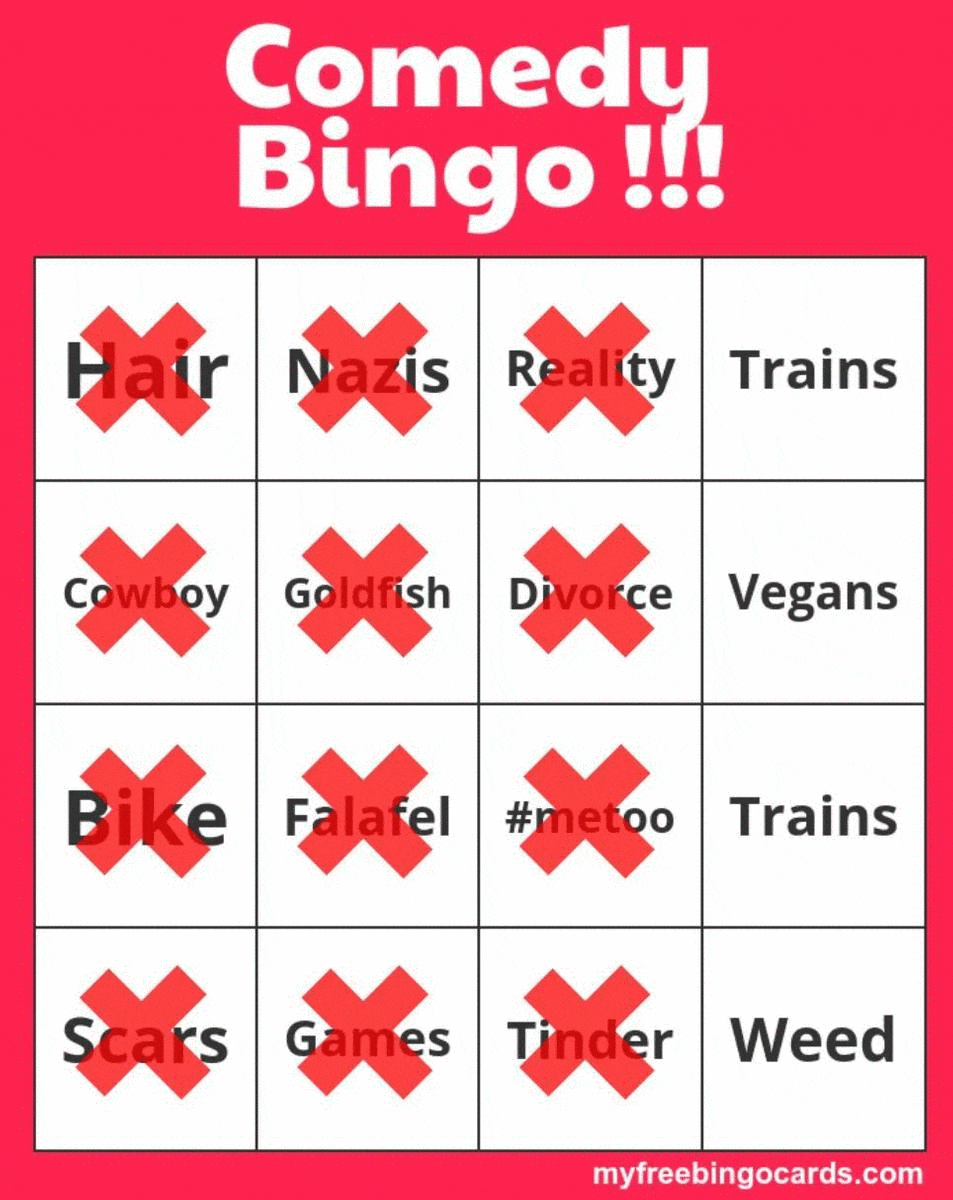 Comedy
Bingo !!!
Hair Nazis Reality Trains
Cowboy Goldfish Divorce Vegans
Bike Falafel #metoo Trains
Scars Games Tinder Weed
myfreebingocards.com